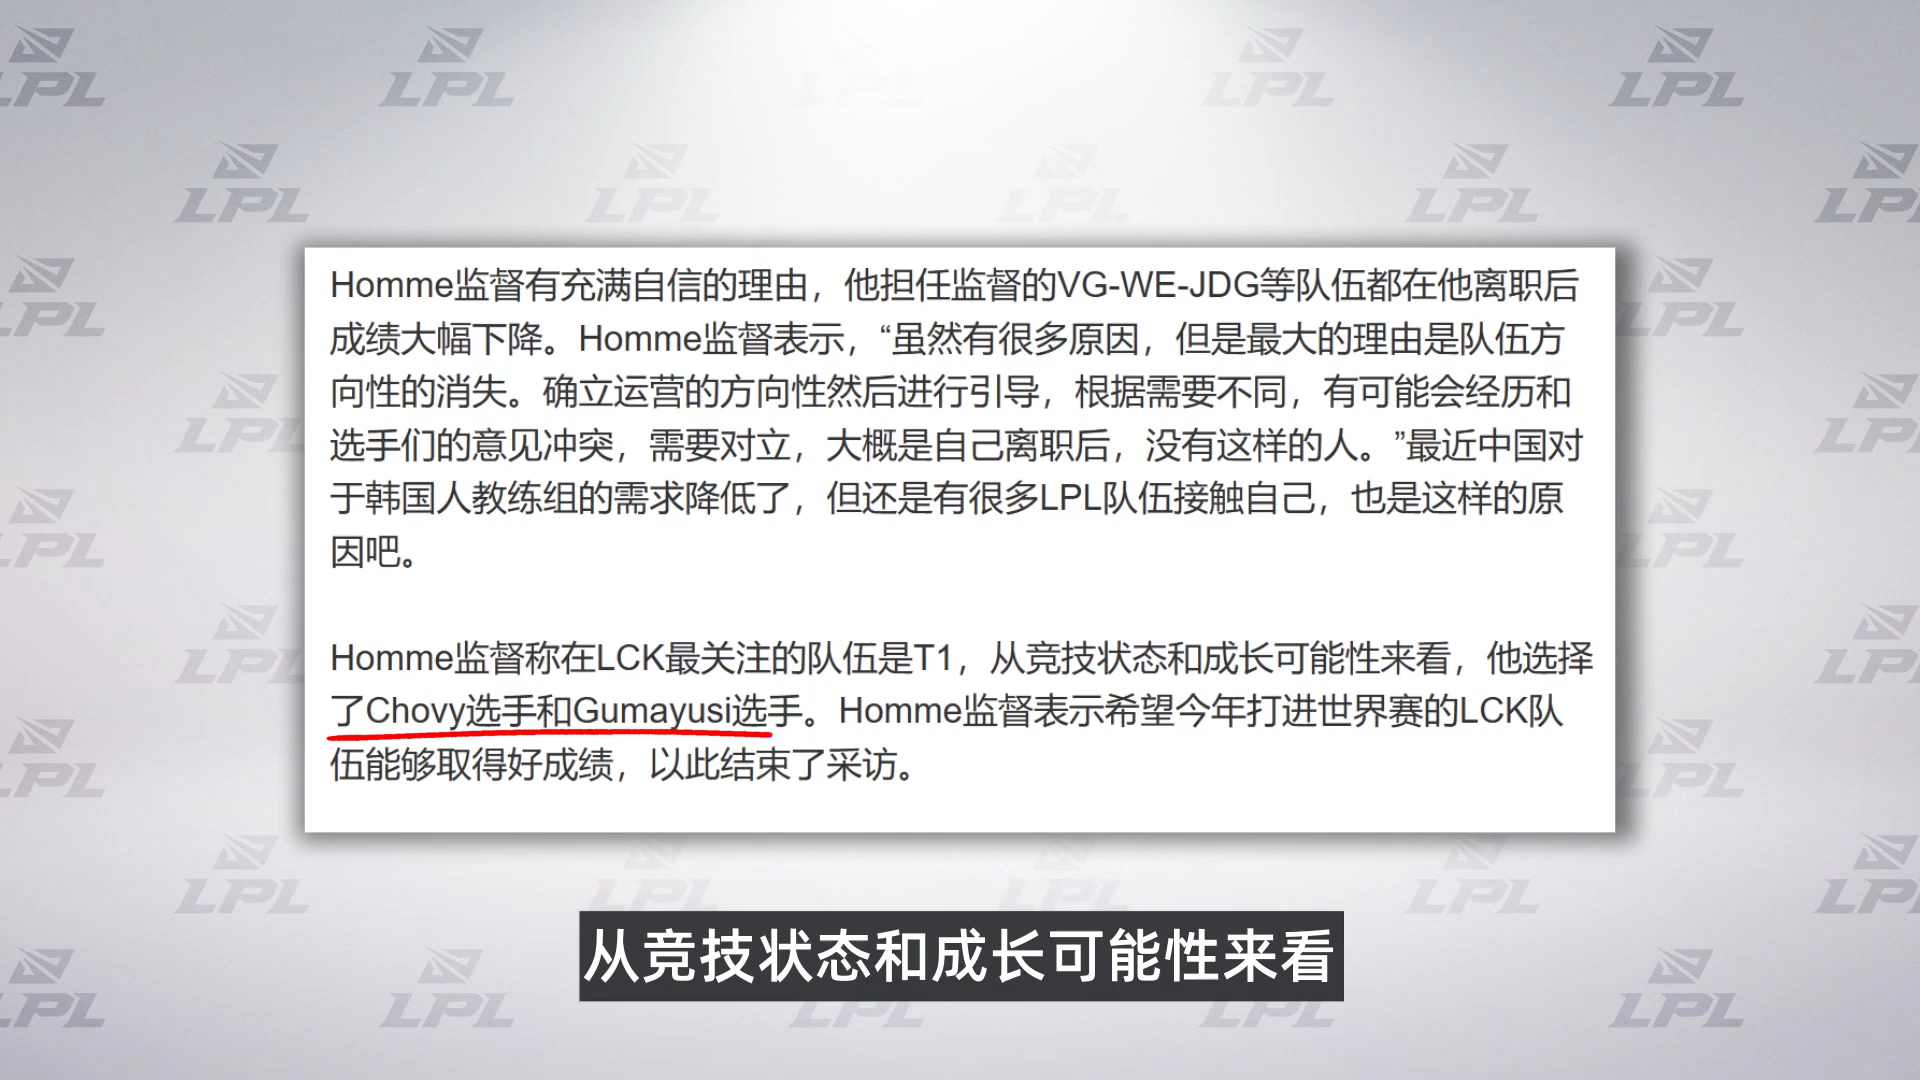 Homme监督有充满自信的理由，他担任监督的VG-WE-JDG等队伍都在他离职后
成绩大幅下降。Homme监督表示，“虽然有很多原因，但是最大的理由是队伍方
向性的消失。确立运营的方向性然后进行引导，根据需要不同，有可能会经历和
选手们的意见冲突，需要对立，大概是自己离职后，没有这样的人。”最近中国对
于韩国人教练组的需求降低了，但还是有很多LPL队伍接触自己，也是这样的原
因吧。
Homme监督称在LCK最关注的队伍是T1，从竞技状态和成长可能性来看，他选择
了Chovy选手和Gumayusi选手。Homme监督表示希望今年打进世界赛的LCK队
伍能够取得好成绩，以此结束了采访。
从竞技状态和成长可能性来看